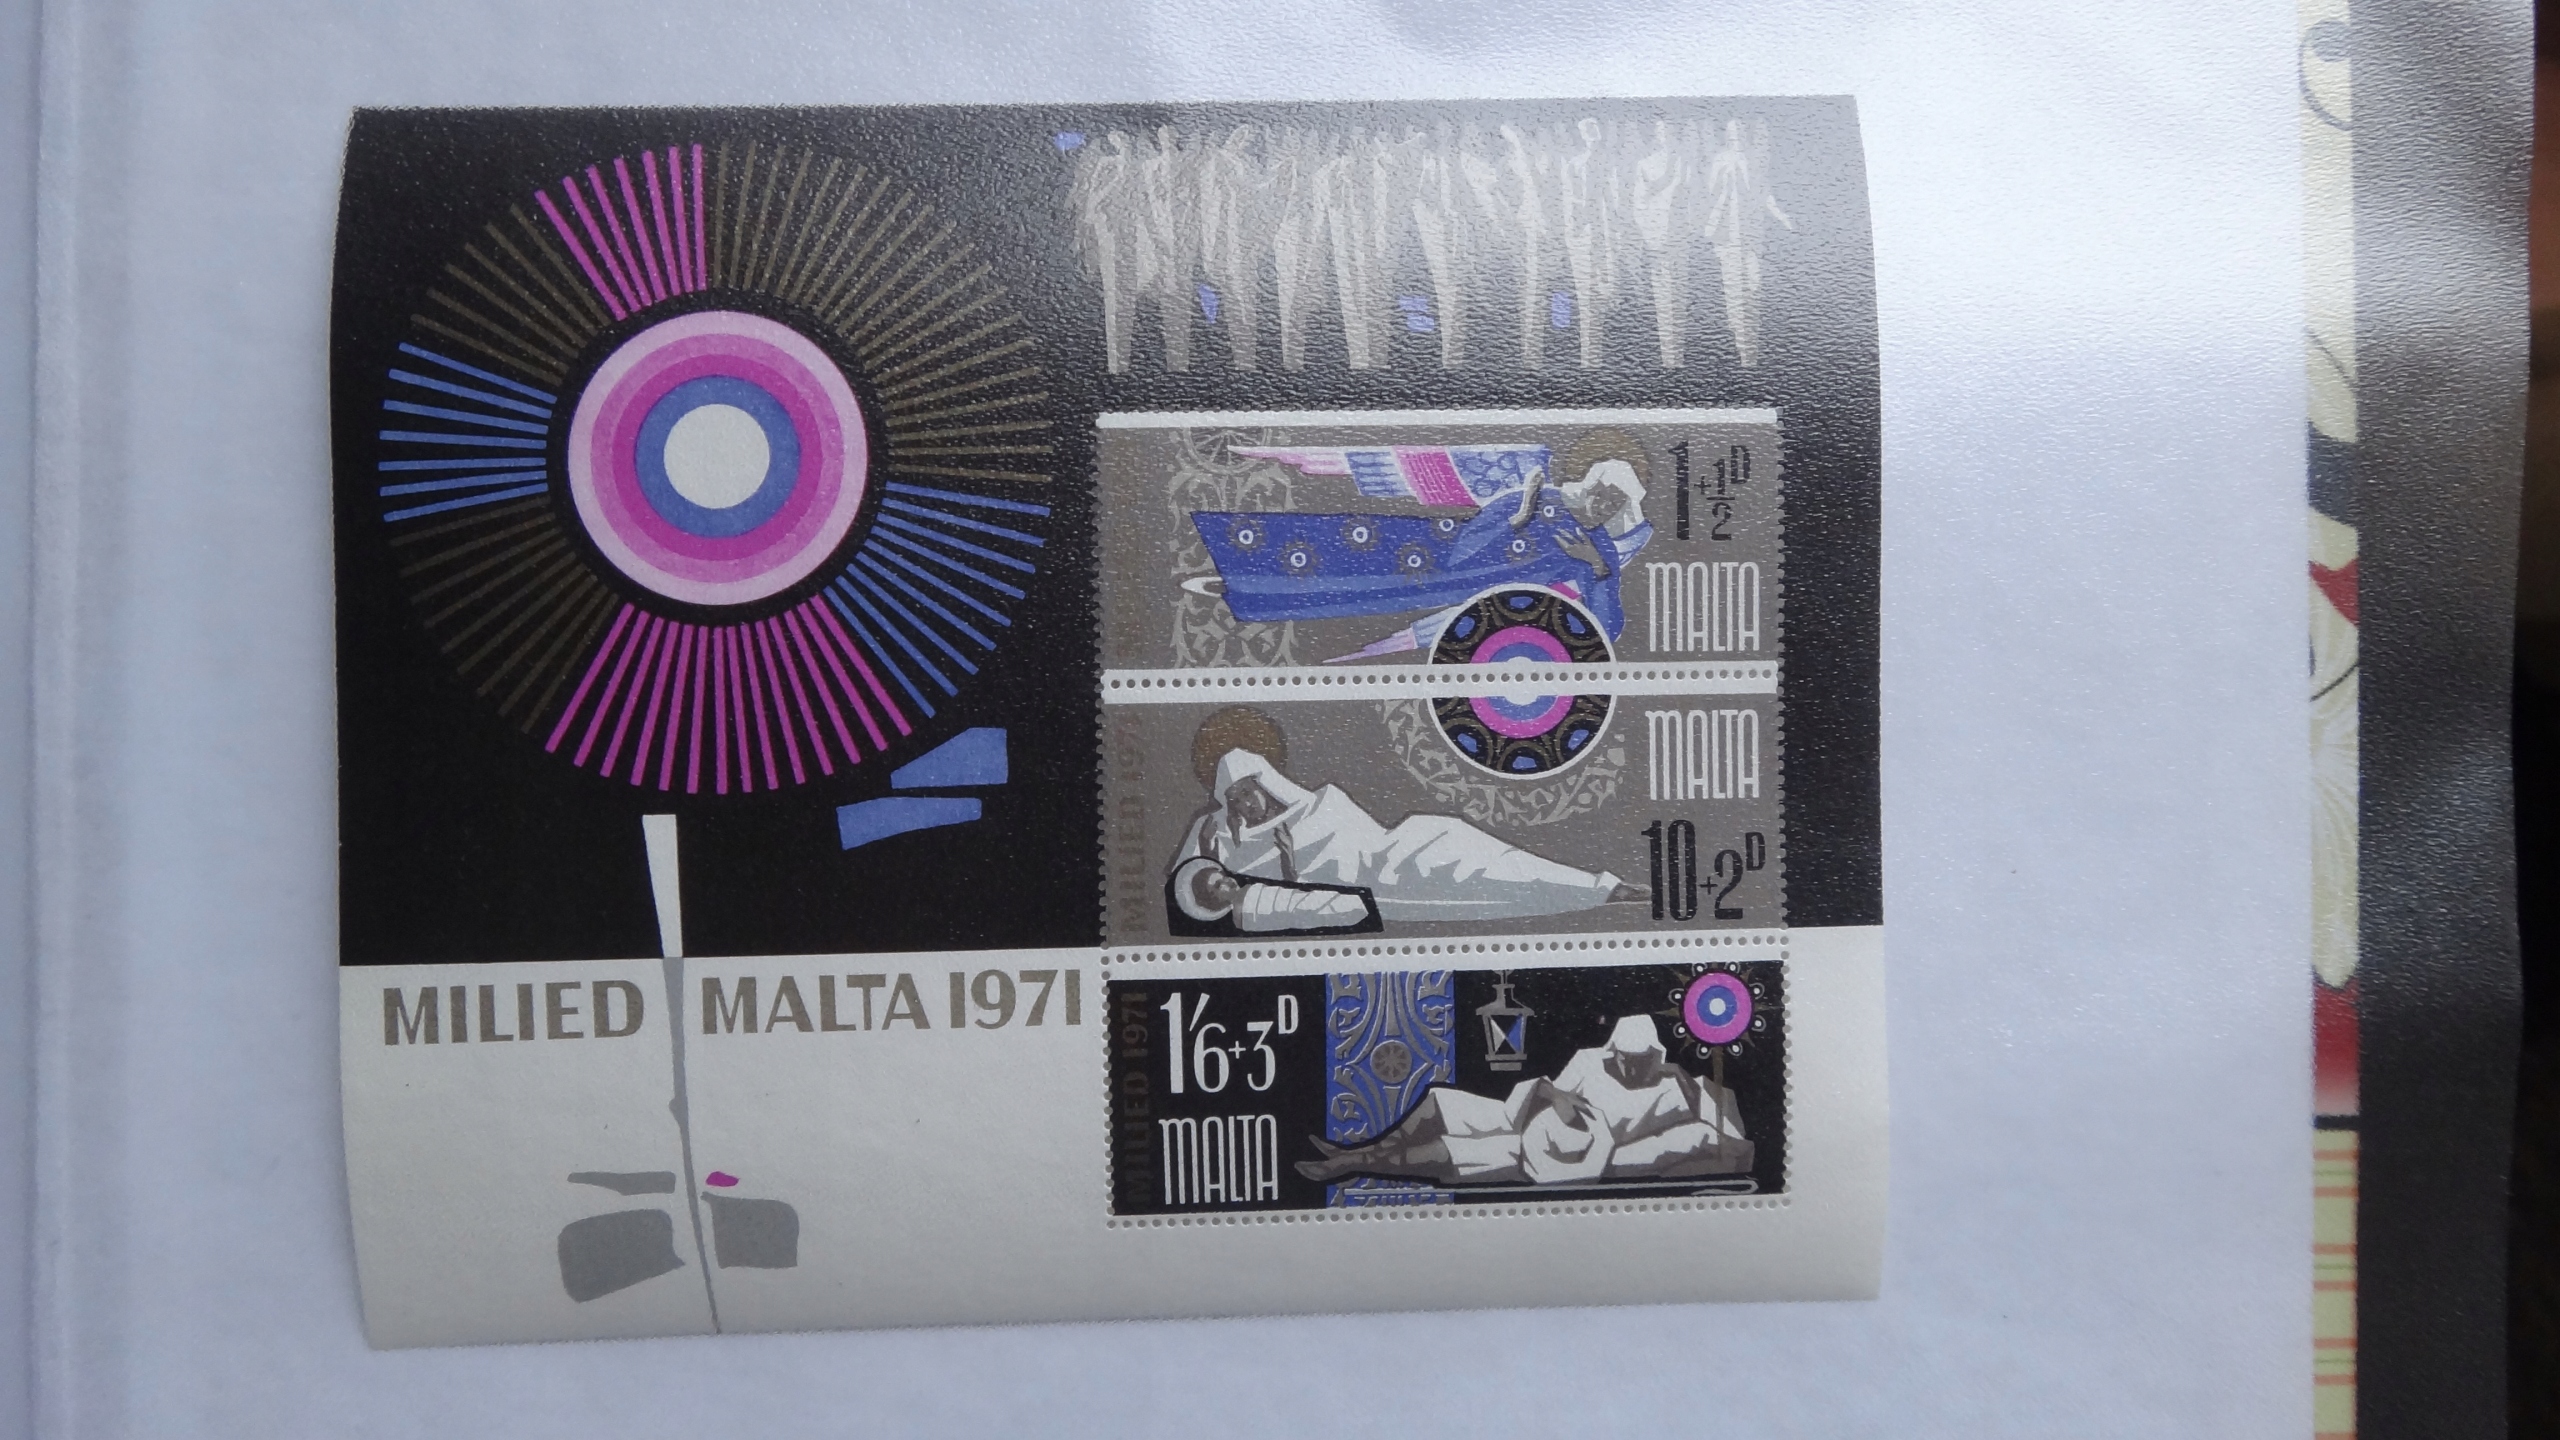 MILIED MALTA 1971
1+½D
MALTA
MALTA
10+2D
MILIED 1971
1'6+3D
MALTA
MILIED 1971